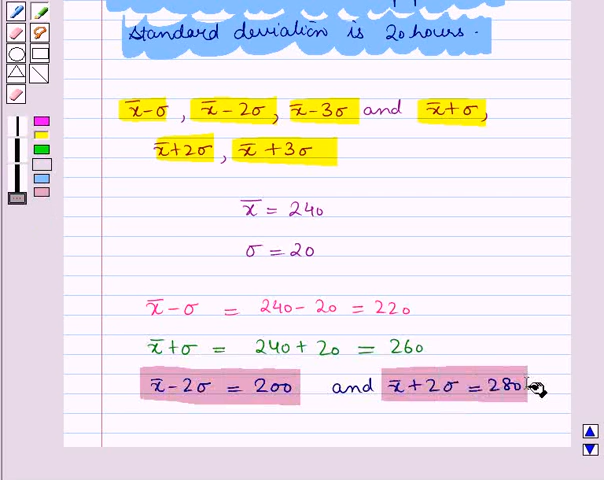 standard deviation is 20 hours.
x̅-σ, x̅-2σ, x̅-3σ and x̅+σ,
x̅+2σ, x̅+3σ
x̅ = 240
σ = 20
x̅-σ = 240-20 = 220
x̅+σ = 240+20 = 260
x̅-2σ = 200 and x̅+2σ = 280